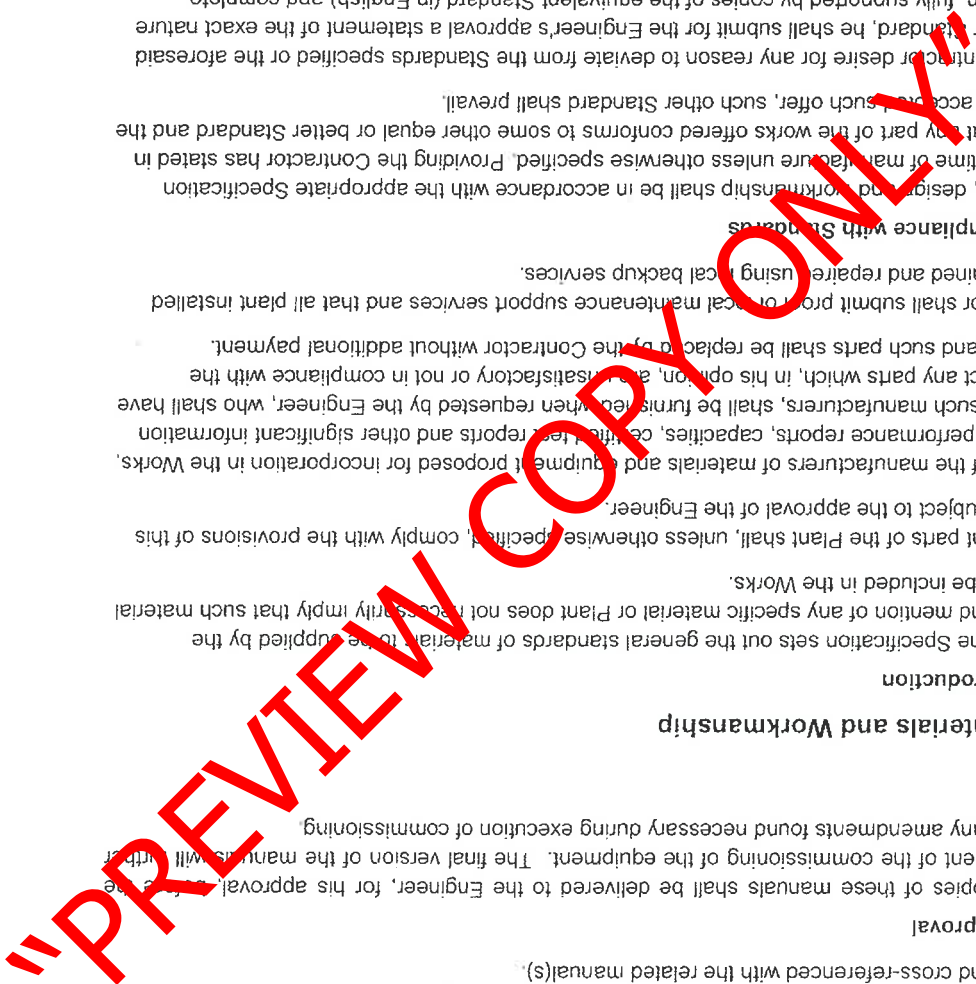 nd cross-referenced with the related manual(s).
proval
opies of these manuals shall be delivered to the Engineer, for his approval, before the
ent of the commissioning of the equipment. The final version of the manuals will further
ny amendments found necessary during execution of commissioning.
terials and Workmanship
roduction
ne Specification sets out the general standards of materials to be supplied by the
nd mention of any specific material or Plant does not necessarily imply that such material
be included in the Works.
nt parts of the Plant shall, unless otherwise specified, comply with the provisions of this
subject to the approval of the Engineer.
f the manufacturers of materials and equipment proposed for incorporation in the Works,
performance reports, capacities, certified test reports and other significant information
such manufacturers, shall be furnished when requested by the Engineer, who shall have
ct any parts which, in his opinion, are unsatisfactory or not in compliance with the
and such parts shall be replaced by the Contractor without additional payment.
or shall submit proof of local maintenance support services and that all plant installed
ined and repaired using local backup services.
mpliance with Standards
, design and workmanship shall be in accordance with the appropriate Specification
time of manufacture unless otherwise specified. Providing the Contractor has stated in
at any part of the works offered conforms to some other equal or better Standard and the
accepted such offer, such other Standard shall prevail.
ntractor desire for any reason to deviate from the Standards specified or the aforesaid
r Standard, he shall submit for the Engineer's approval a statement of the exact nature
n, fully supported by copies of the equivalent Standard (in English) and complete
"PREVIEW COPY ONLY"